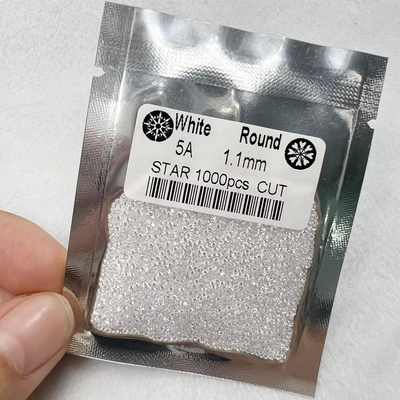 White Round
5A 1.1mm
STAR 1000pcs CUT